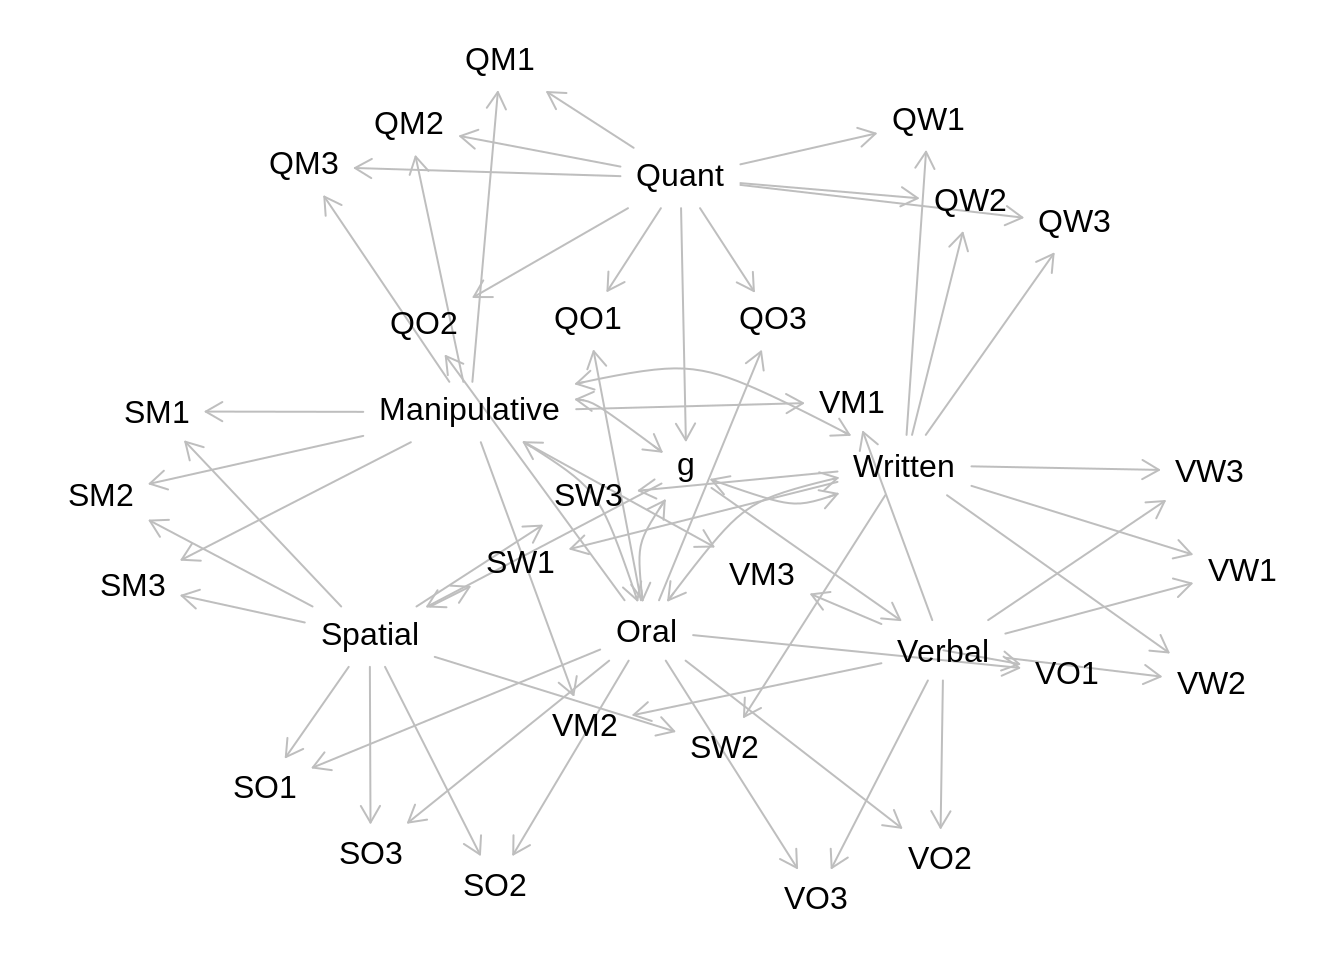 QM1
QM2
QW1
QM3
Quant
QW2
QW3
QO2
QO1
QO3
SM1
Manipulative
VM1
g
Written
VW3
SM2
SW3
SW1
VM3
VW1
SM3
Spatial
Oral
Verbal
VO1
VW2
VM2
SW2
SO1
SO3
VO2
SO2
VO3